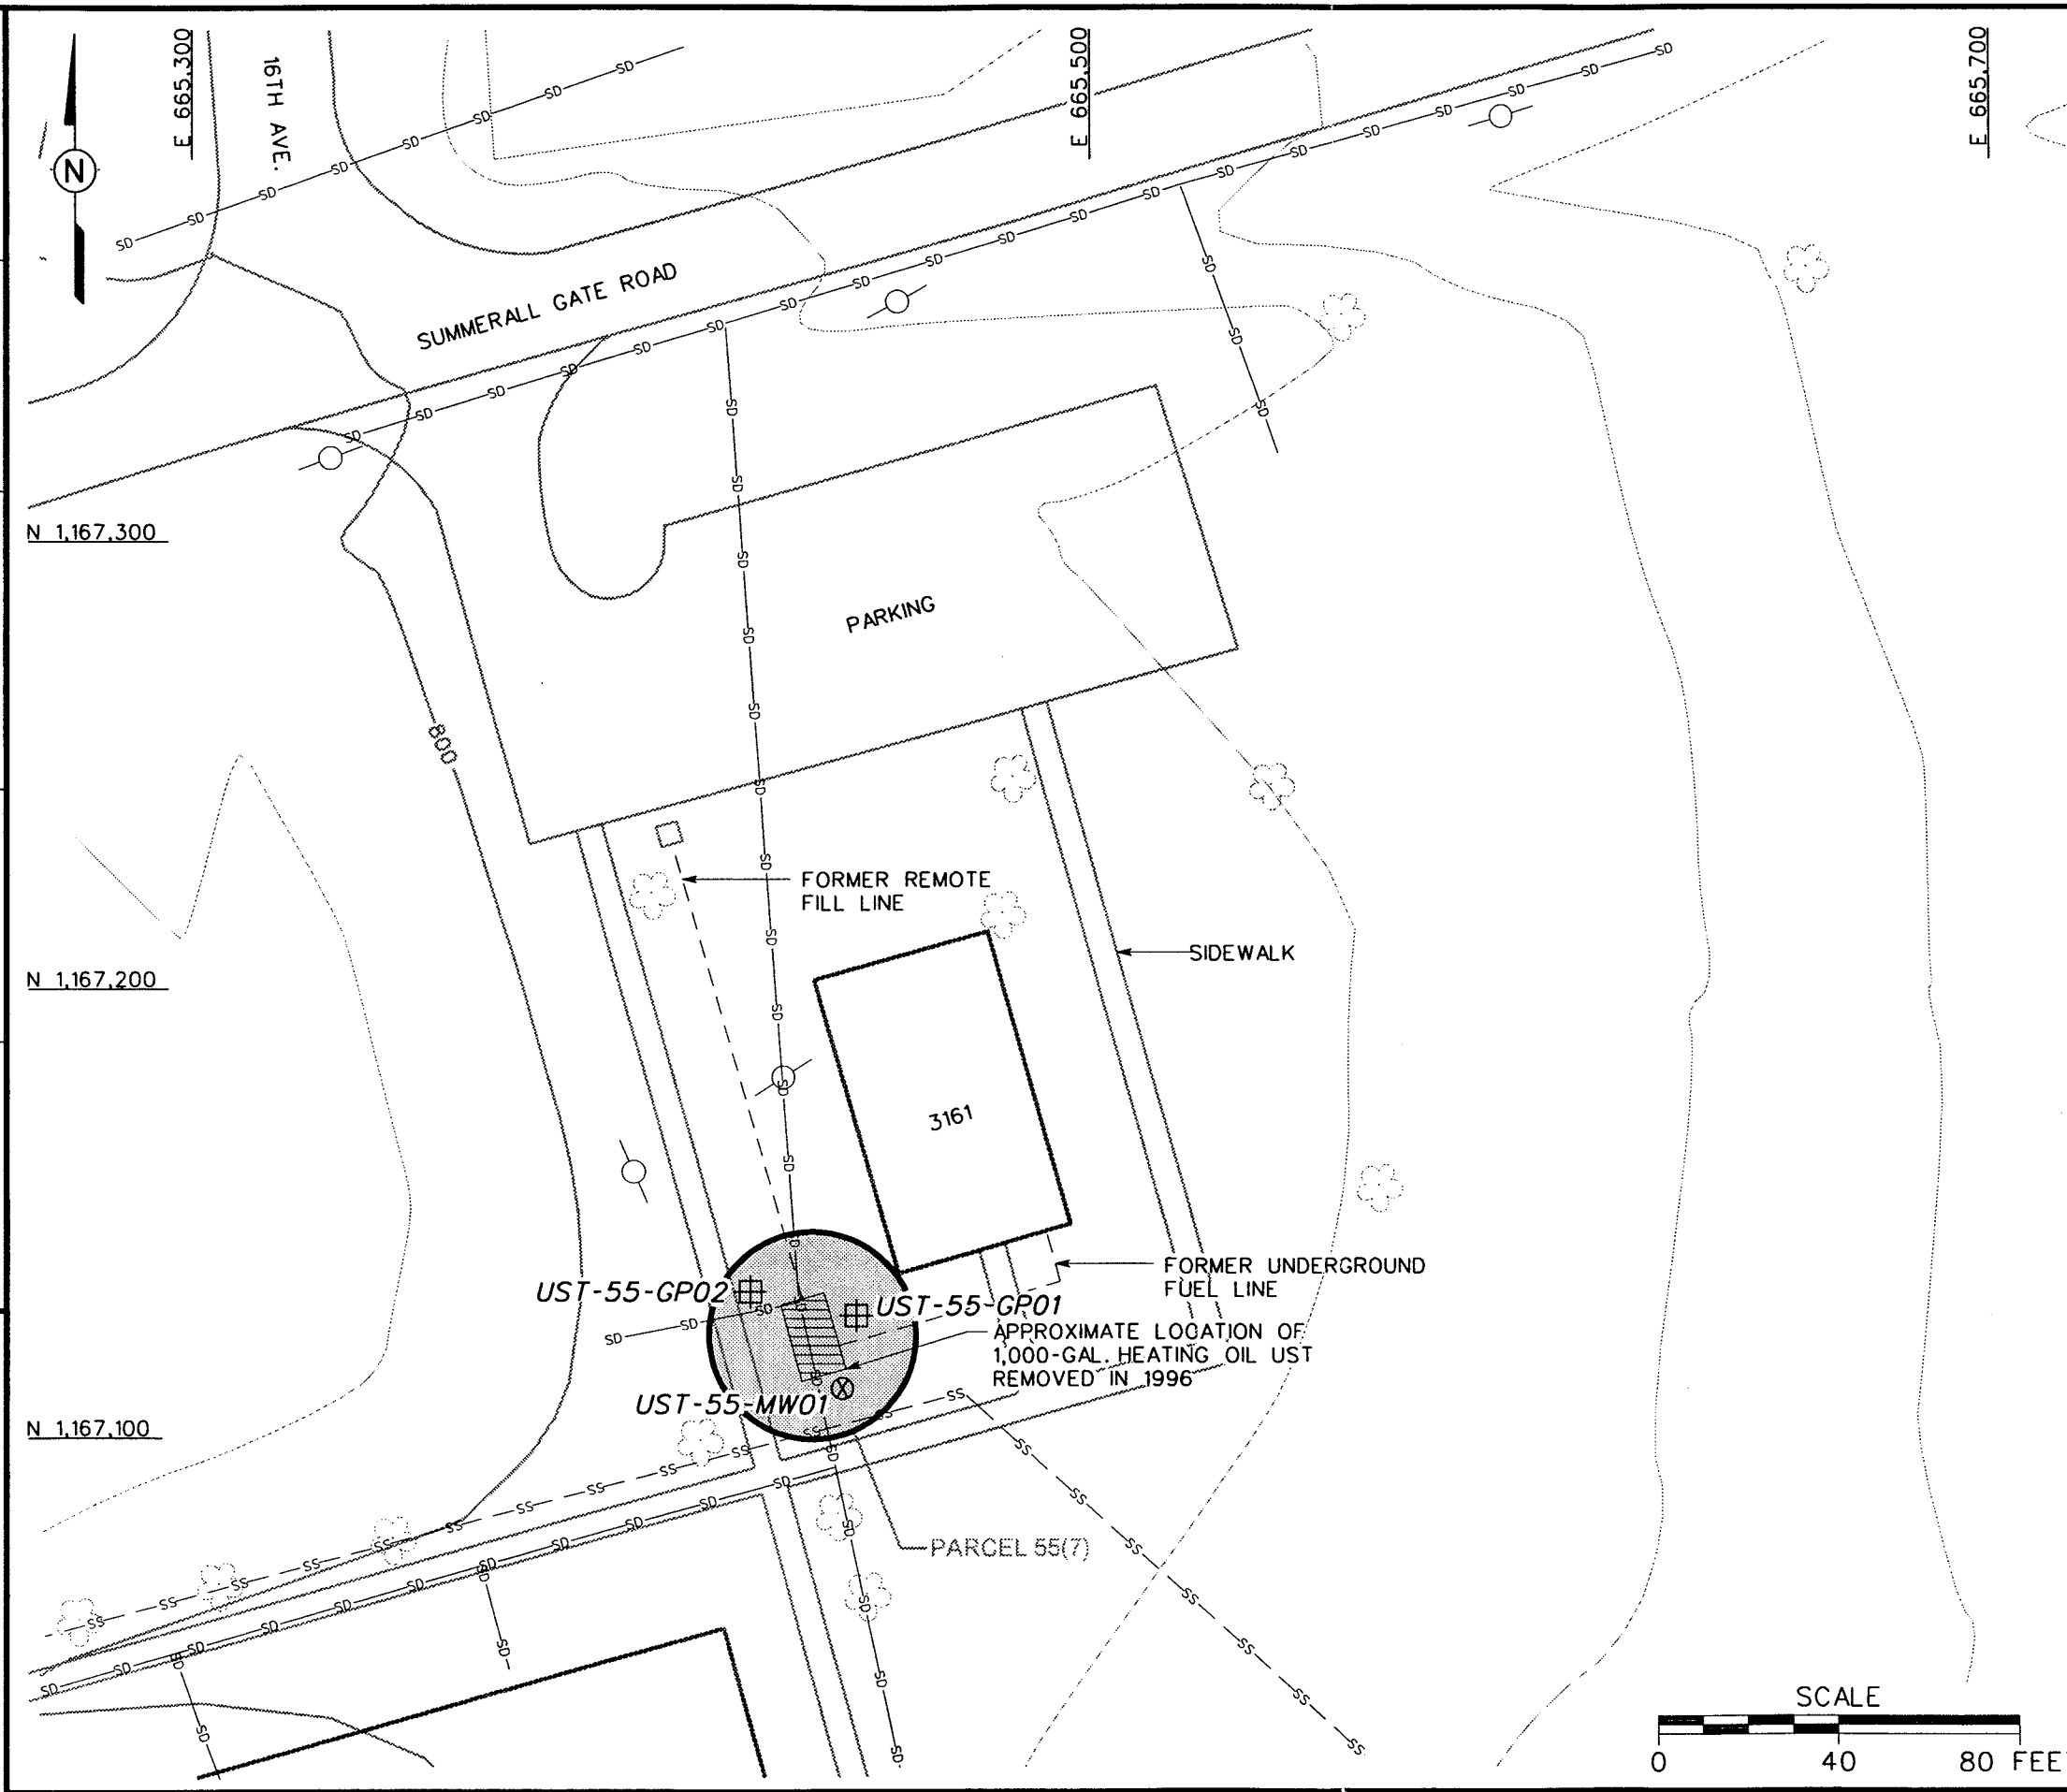 E 665,300
16TH AVE.
E 665,500
E 665,700
N
SUMMERALL GATE ROAD
N 1,167,300
PARKING
800
FORMER REMOTE
FILL LINE
SIDEWALK
N 1,167,200
3161
FORMER UNDERGROUND
FUEL LINE
UST-55-GP02
UST-55-GP01
APPROXIMATE LOCATION OF
1,000-GAL. HEATING OIL UST
REMOVED IN 1996
UST-55-MW01
N 1,167,100
PARCEL 55(7)
SD
SS
SCALE
0 40 80 FEE